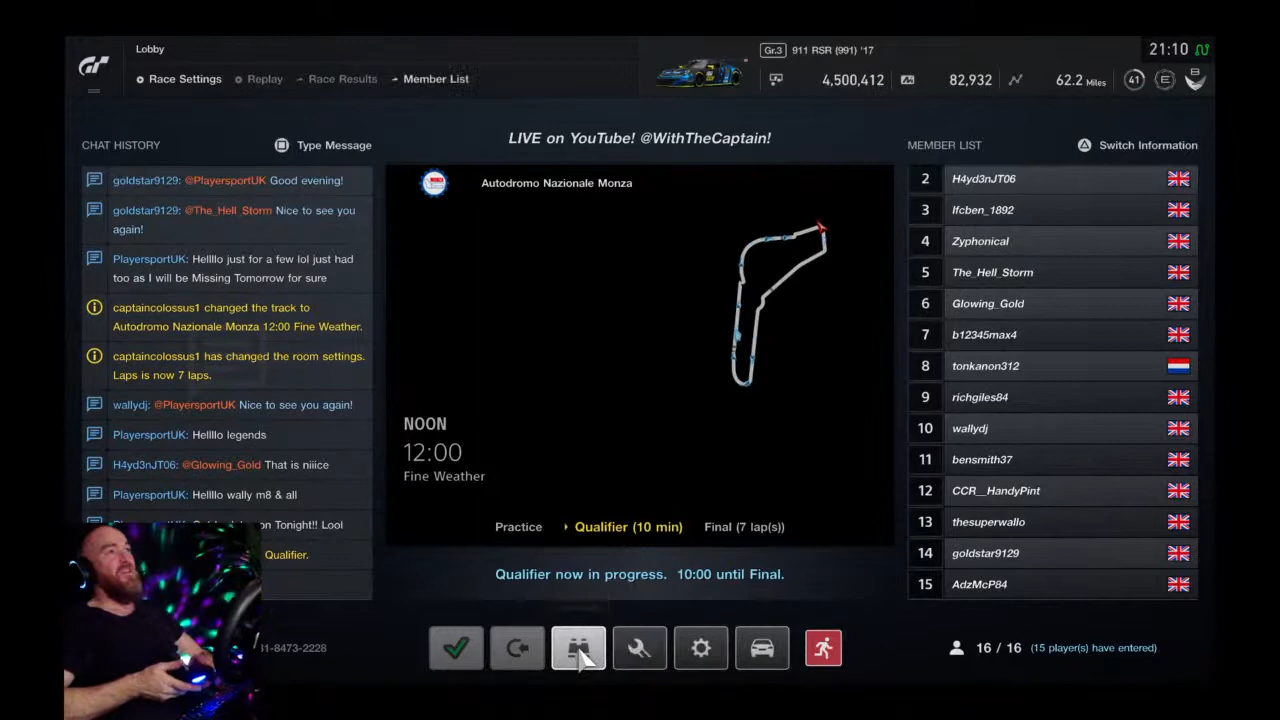 Lobby
Gr.3 911 RSR (991) '17
21:10
Race Settings Replay Race Results Member List
4,500,412 82,932 62.2 Miles 41 E B
LIVE on YouTube! @WithTheCaptain!
CHAT HISTORY Type Message
goldstar9129: @PlayersportUK Good evening!
goldstar9129: @The_Hell_Storm Nice to see you
again!
PlayersportUK: Helllo just for a few lol just had
too as I will be Missing Tomorrow for sure
captaincolossus1 changed the track to
Autodromo Nazionale Monza 12:00 Fine Weather.
captaincolossus1 has changed the room settings.
Laps is now 7 laps.
wallydj: @PlayersportUK Nice to see you again!
PlayersportUK: Hellllo legends
H4yd3nJT06: @Glowing_Gold That is niiice
PlayersportUK: Hellllo wally m8 & all
on Tonight!! Lool
Qualifier.
31-8473-2228
Autodromo Nazionale Monza
NOON
12:00
Fine Weather
Practice Qualifier (10 min) Final (7 lap(s))
Qualifier now in progress. 10:00 until Final.
MEMBER LIST Switch Information
2 H4yd3nJT06
3 lfcben_1892
4 Zyphonical
5 The_Hell_Storm
6 Glowing_Gold
7 b12345max4
8 tonkanon312
9 richgiles84
10 wallydj
11 bensmith37
12 CCR__HandyPint
13 thesuperwallo
14 goldstar9129
15 AdzMcP84
16 / 16 (15 player(s) have entered)